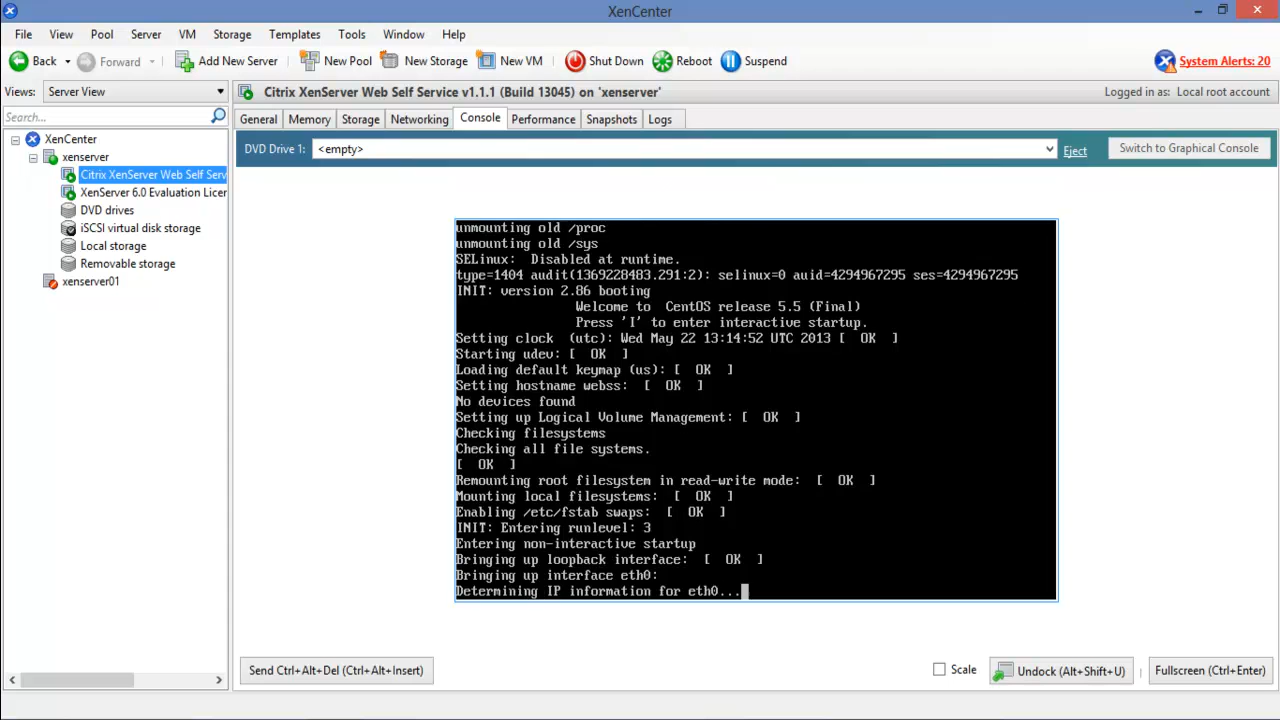 XenCenter
File View Pool Server VM Storage Templates Tools Window Help
Back Forward Add New Server New Pool New Storage New VM Shut Down Reboot Suspend System Alerts: 20
Views: Server View
Citrix XenServer Web Self Service v1.1.1 (Build 13045) on 'xenserver'
Logged in as: Local root account
Search...
General Memory Storage Networking Console Performance Snapshots Logs
XenCenter
xenserver
Citrix XenServer Web Self Serv
XenServer 6.0 Evaluation Licer
DVD drives
iSCSI virtual disk storage
Local storage
Removable storage
xenserver01
DVD Drive 1: <empty> Eject Switch to Graphical Console
unmounting old /proc
unmounting old /sys
SELinux:  Disabled at runtime.
type=1404 audit(1369228483.291:2): selinux=0 auid=4294967295 ses=4294967295
INIT: version 2.86 booting
Welcome to  CentOS release 5.5 (Final)
Press 'I' to enter interactive startup.
Setting clock  (utc): Wed May 22 13:14:52 UTC 2013 [  OK  ]
Starting udev: [  OK  ]
Loading default keymap (us): [  OK  ]
Setting hostname webss:  [  OK  ]
No devices found
Setting up Logical Volume Management: [  OK  ]
Checking filesystems
Checking all file systems.
[  OK  ]
Remounting root filesystem in read-write mode:  [  OK  ]
Mounting local filesystems:  [  OK  ]
Enabling /etc/fstab swaps:  [  OK  ]
INIT: Entering runlevel: 3
Entering non-interactive startup
Bringing up loopback interface:  [  OK  ]
Bringing up interface eth0:
Determining IP information for eth0...
Send Ctrl+Alt+Del (Ctrl+Alt+Insert) Scale Undock (Alt+Shift+U) Fullscreen (Ctrl+Enter)